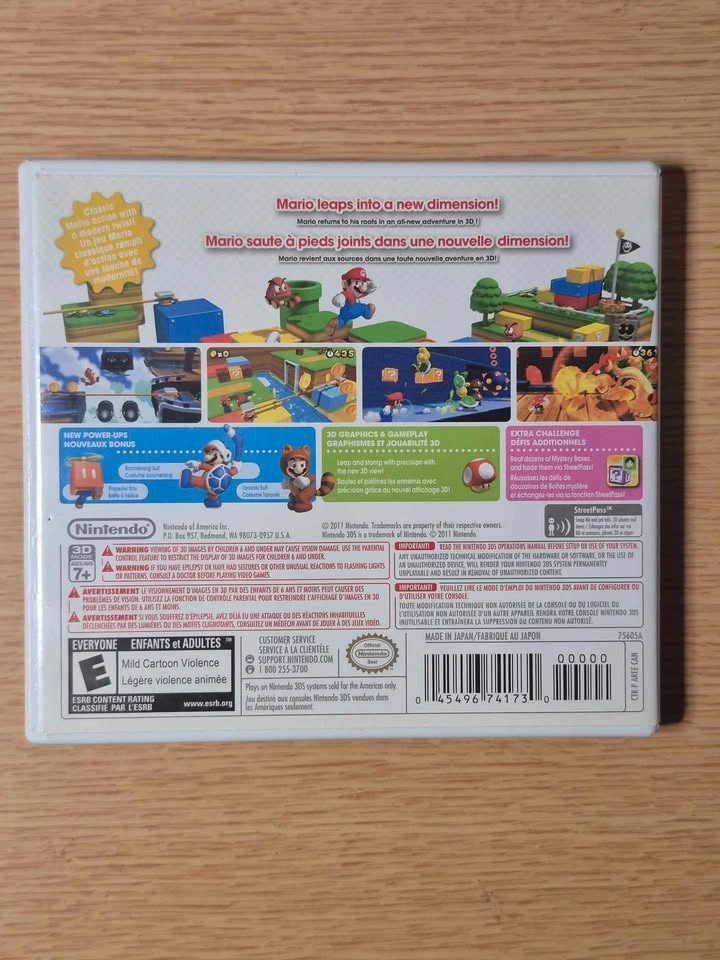 Classic
Mario action with
a modern twist!
Un jeu Mario
classique rempli
d'action avec
une touche de
modernité!
Mario leaps into a new dimension!
Mario returns to his roots in an all-new adventure in 3D!
Mario saute à pieds joints dans une nouvelle dimension!
Mario revient aux sources dans une toute nouvelle aventure en 3D!
x0
435
361
NEW POWER-UPS
NOUVEAUX BONUS
Boomerang Suit
Costume boomerang
Propeller Box
Boîte à hélice
Tanooki Suit
Costume Tanooki
3D GRAPHICS & GAMEPLAY
GRAPHISMES ET JOUABILITÉ 3D
Leap and stomp with precision with
the new 3D view!
Sautez et piétinez les ennemis avec
précision grâce au nouvel affichage 3D!
EXTRA CHALLENGE
DÉFIS ADDITIONNELS
Beat dozens of Mystery Boxes
and trade them via StreetPass!
Réussissez les défis de
douzaines de Boîtes mystère
et échangez-les via la fonction StreetPass!
Nintendo
Nintendo of America Inc.
P.O. Box 957, Redmond, WA 98073-0957 U.S.A.
© 2011 Nintendo. Trademarks are property of their respective owners.
Nintendo 3DS is a trademark of Nintendo. © 2011 Nintendo.
StreetPass™
3D
MODE
AGES/ANS
7+
WARNING VIEWING OF 3D IMAGES BY CHILDREN 6 AND UNDER MAY CAUSE VISION DAMAGE. USE THE PARENTAL
CONTROL FEATURE TO RESTRICT THE DISPLAY OF 3D IMAGES FOR CHILDREN 6 AND UNDER.
WARNING IF YOU HAVE EPILEPSY OR HAVE HAD SEIZURES OR OTHER UNUSUAL REACTIONS TO FLASHING LIGHTS
OR PATTERNS, CONSULT A DOCTOR BEFORE PLAYING VIDEO GAMES.
AVERTISSEMENT LE VISIONNEMENT D'IMAGES EN 3D PAR DES ENFANTS DE 6 ANS ET MOINS PEUT CAUSER DES
PROBLÈMES DE VISION. UTILISEZ LA FONCTION DE CONTRÔLE PARENTAL POUR RESTREINDRE L'AFFICHAGE D'IMAGES EN 3D
POUR LES ENFANTS DE 6 ANS ET MOINS.
AVERTISSEMENT SI VOUS SOUFFREZ D'ÉPILEPSIE, AVEZ DÉJÀ EU UNE ATTAQUE OU DES RÉACTIONS INHABITUELLES
DÉCLENCHÉES PAR DES LUMIÈRES OU DES MOTIFS CLIGNOTANTS, CONSULTEZ UN MÉDECIN AVANT DE JOUER À DES JEUX VIDÉO.
IMPORTANT! READ THE NINTENDO 3DS OPERATIONS MANUAL BEFORE SETUP OR USE OF YOUR SYSTEM.
ANY UNAUTHORIZED TECHNICAL MODIFICATION OF THE HARDWARE OR SOFTWARE, OR THE USE OF
AN UNAUTHORIZED DEVICE, WILL RENDER YOUR NINTENDO 3DS SYSTEM PERMANENTLY
UNPLAYABLE AND RESULT IN REMOVAL OF UNAUTHORIZED CONTENT.
IMPORTANT! VEUILLEZ LIRE LE MODE D'EMPLOI DU NINTENDO 3DS AVANT DE CONFIGURER OU
D'UTILISER VOTRE CONSOLE.
TOUTE MODIFICATION TECHNIQUE NON AUTORISÉE DE LA CONSOLE OU DU LOGICIEL OU
L'UTILISATION NON AUTORISÉE D'UN AUTRE APPAREIL RENDRA VOTRE CONSOLE NINTENDO 3DS
INUTILISABLE ET ENTRAÎNERA LA SUPPRESSION DU CONTENU NON AUTORISÉ.
EVERYONE ENFANTS et ADULTES™
E
Mild Cartoon Violence
Légère violence animée
ESRB CONTENT RATING
CLASSIFIÉ PAR L'ESRB
www.esrb.org
CUSTOMER SERVICE
SERVICE À LA CLIENTÈLE
SUPPORT.NINTENDO.COM
1 800 255-3700
Official
Nintendo
Seal
Plays on Nintendo 3DS systems sold for the Americas only.
Jeu destiné aux consoles Nintendo 3DS vendues dans
les Amériques seulement.
MADE IN JAPAN/FABRIQUÉ AU JAPON
75605A
00000
0 45496 74173 0
CTR P AREE CAN